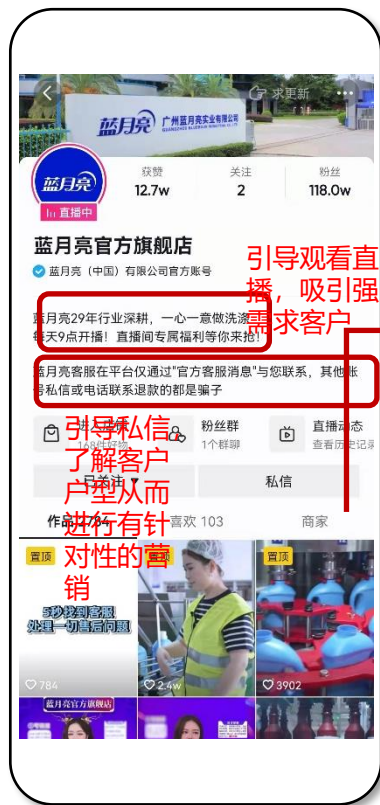 求更新
蓝月亮 广州蓝月亮实业有限公司
蓝月亮
直播中
获赞 关注 粉丝
12.7w 2 118.0w
蓝月亮官方旗舰店
蓝月亮（中国）有限公司官方账号
引导观看直
播，吸引强
需求客户
蓝月亮29年行业深耕，一心一意做洗涤
每天9点开播！直播间专属福利等你来抢！
蓝月亮客服在平台仅通过"官方客服消息"与您联系，其他账
号私信或电话联系退款的都是骗子
168件好物
粉丝群
1个群聊
直播动态
查看历史记录
引导私信
了解客户
户型从而
进行有针
对性的营
销
已关注
私信
作品 2784
喜欢 103
商家
置顶 置顶 置顶
5秒找到客服
处理一切售后问题
784 2.4w 3902
蓝月亮官方旗舰店